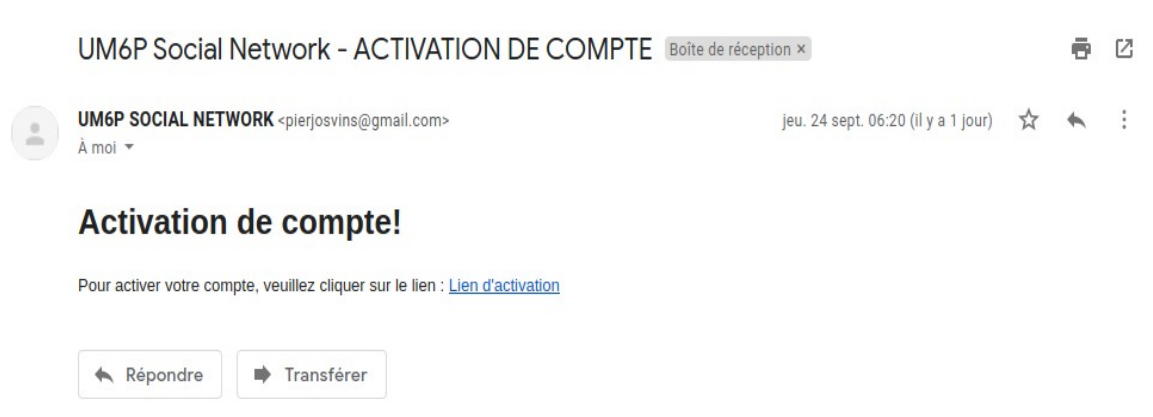 UM6P Social Network - ACTIVATION DE COMPTE Boîte de réception ×
UM6P SOCIAL NETWORK <pierjosvins@gmail.com> jeu. 24 sept. 06:20 (il y a 1 jour)
À moi
Activation de compte!
Pour activer votre compte, veuillez cliquer sur le lien : Lien d'activation
Répondre Transférer